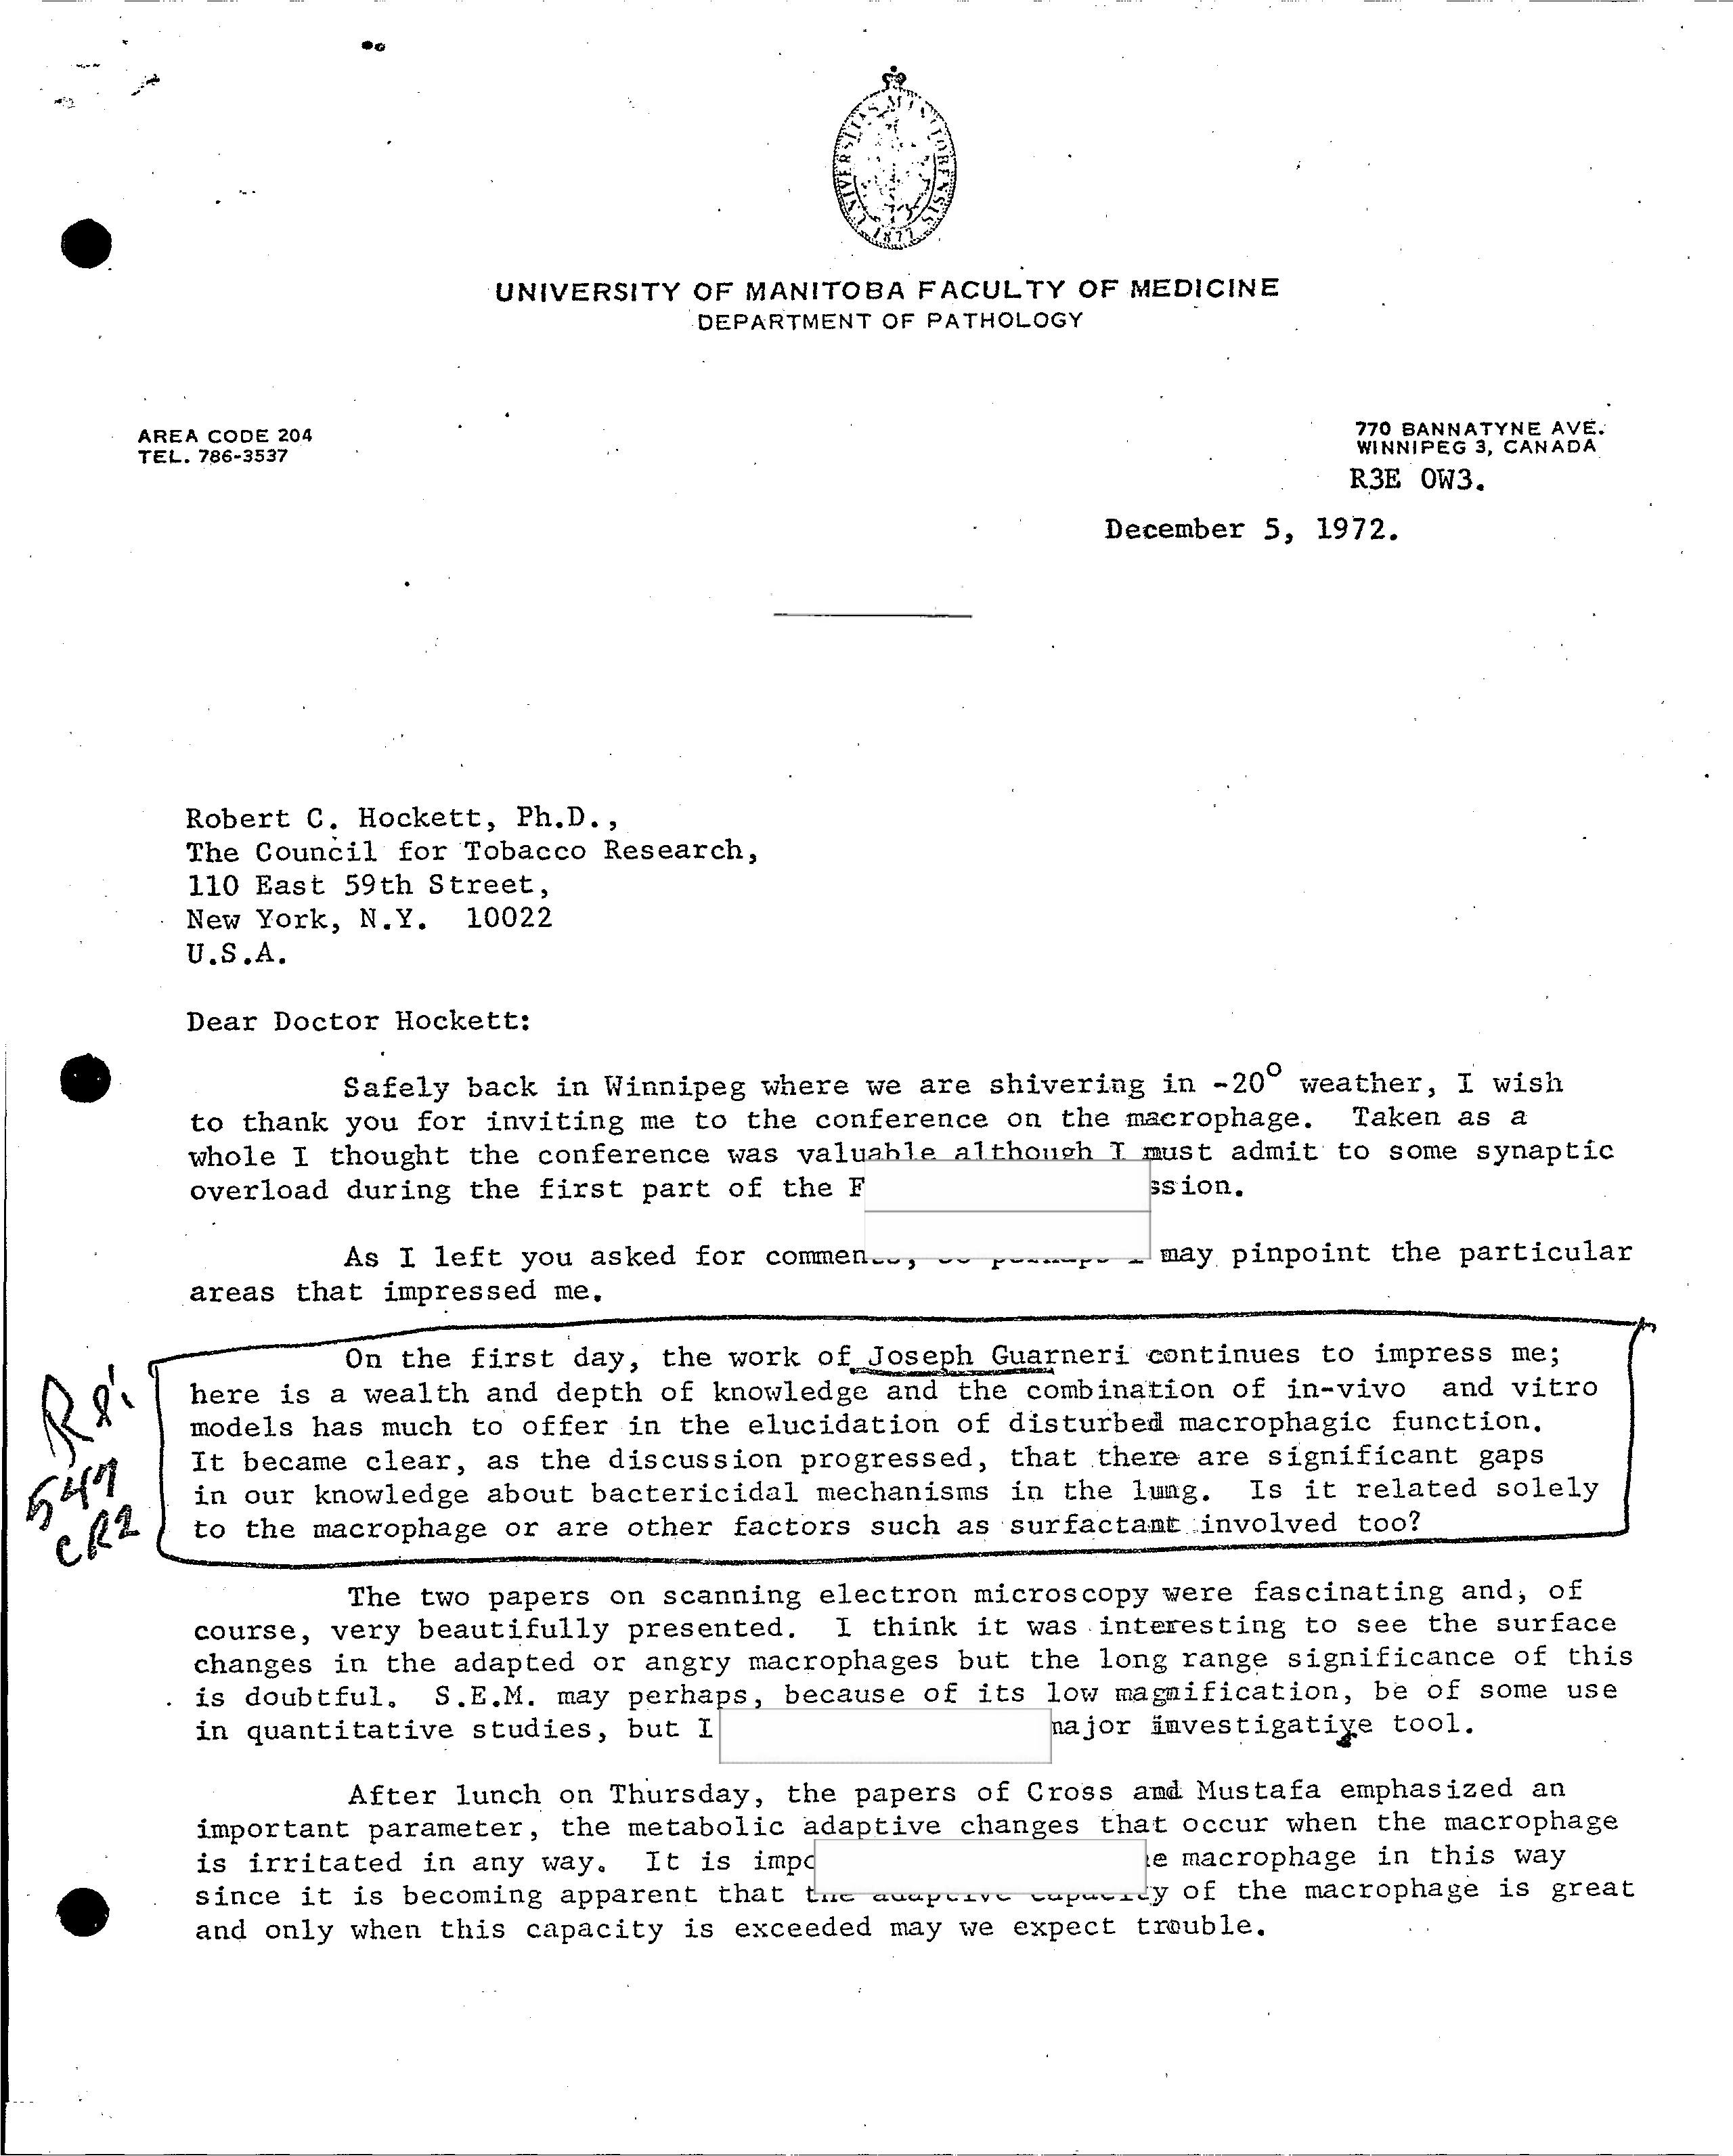 UNIVERSITAS MANITOBENSIS
1877
UNIVERSITY OF MANITOBA FACULTY OF MEDICINE
DEPARTMENT OF PATHOLOGY
AREA CODE 204
TEL. 786-3537
770 BANNATYNE AVE.
WINNIPEG 3, CANADA
R3E 0W3.
December 5, 1972.
Robert C. Hockett, Ph.D.,
The Council for Tobacco Research,
110 East 59th Street,
New York, N.Y. 10022
U.S.A.
Dear Doctor Hockett:
Safely back in Winnipeg where we are shivering in -20° weather, I wish
to thank you for inviting me to the conference on the macrophage. Taken as a
whole I thought the conference was valuable although I must admit to some synaptic
overload during the first part of the
As I left you asked for may pinpoint the particular
areas that impressed me.
On the first day, the work of Joseph Guarneri continues to impress me;
here is a wealth and depth of knowledge and the combination of in-vivo and vitro
models has much to offer in the elucidation of disturbed macrophagic function.
It became clear, as the discussion progressed, that there are significant gaps
in our knowledge about bactericidal mechanisms in the lung. Is it related solely
to the macrophage or are other factors such as surfactant involved too?
547
CR2
The two papers on scanning electron microscopy were fascinating and, of
course, very beautifully presented. I think it was interesting to see the surface
changes in the adapted or angry macrophages but the long range significance of this
is doubtful. S.E.M. may perhaps, because of its low magnification, be of some use
in quantitative studies, but I major investigative tool.
After lunch on Thursday, the papers of Cross and Mustafa emphasized an
important parameter, the metabolic adaptive changes that occur when the macrophage
is irritated in any way. It is macrophage in this way
since it is becoming apparent that of the macrophage is great
and only when this capacity is exceeded may we expect trouble.